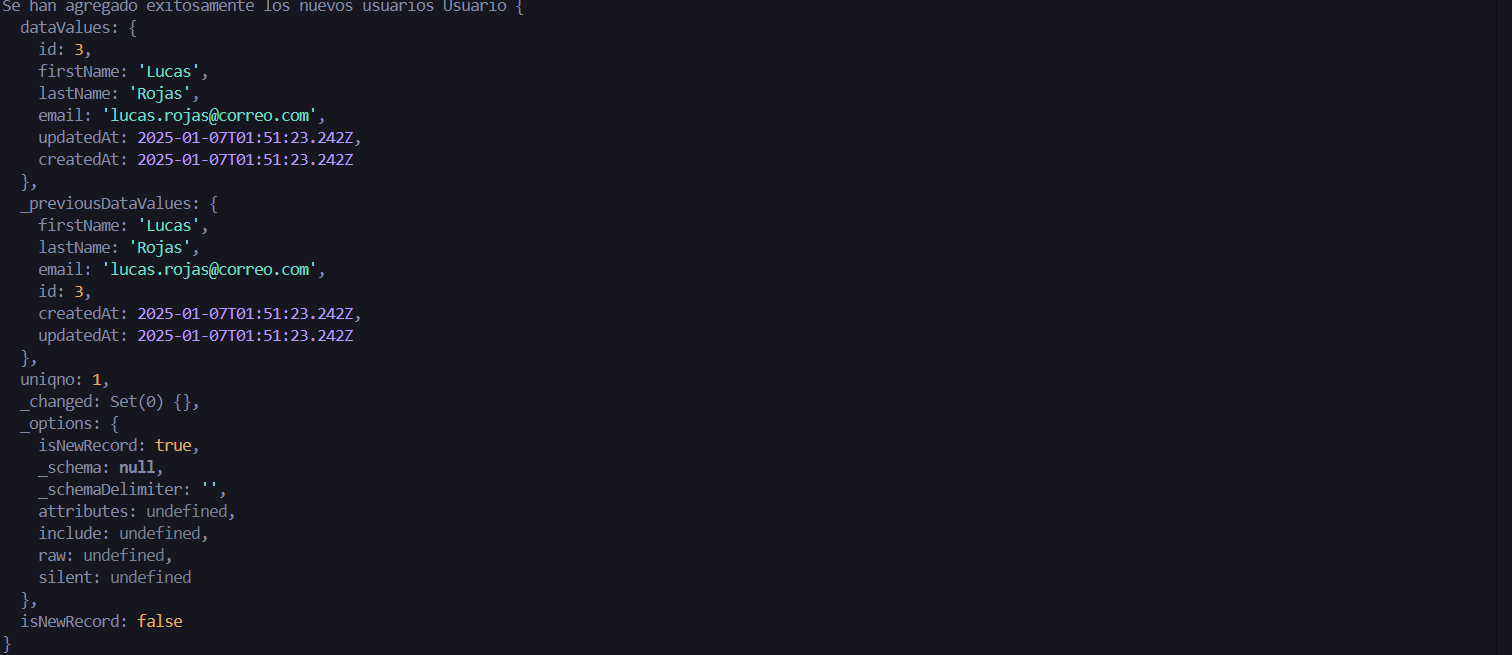 Se han agregado exitosamente los nuevos usuarios Usuario {
  dataValues: {
    id: 3,
    firstName: 'Lucas',
    lastName: 'Rojas',
    email: 'lucas.rojas@correo.com',
    updatedAt: 2025-01-07T01:51:23.242Z,
    createdAt: 2025-01-07T01:51:23.242Z
  },
  _previousDataValues: {
    firstName: 'Lucas',
    lastName: 'Rojas',
    email: 'lucas.rojas@correo.com',
    id: 3,
    createdAt: 2025-01-07T01:51:23.242Z,
    updatedAt: 2025-01-07T01:51:23.242Z
  },
  uniqno: 1,
  _changed: Set(0) {},
  _options: {
    isNewRecord: true,
    _schema: null,
    _schemaDelimiter: '',
    attributes: undefined,
    include: undefined,
    raw: undefined,
    silent: undefined
  },
  isNewRecord: false
}